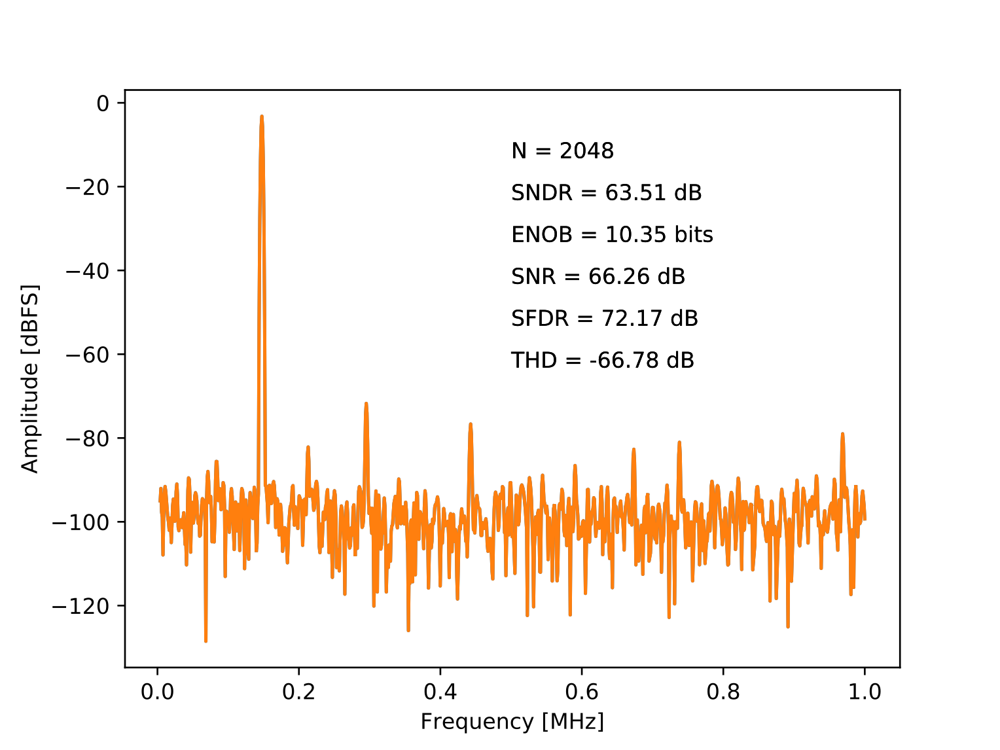 0
−20
−40
−60
−80
−100
−120
Amplitude [dBFS]
N = 2048
SNDR = 63.51 dB
ENOB = 10.35 bits
SNR = 66.26 dB
SFDR = 72.17 dB
THD = -66.78 dB
0.0 0.2 0.4 0.6 0.8 1.0
Frequency [MHz]